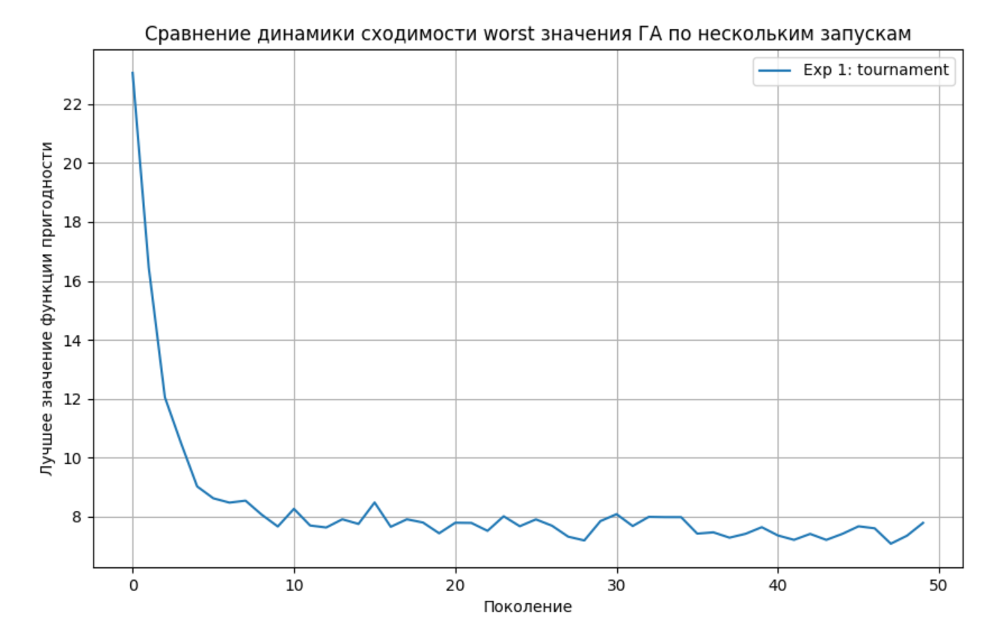 Сравнение динамики сходимости worst значения ГА по нескольким запускам
Exp 1: tournament
Лучшее значение функции пригодности
22
20
18
16
14
12
10
8
0 10 20 30 40 50
Поколение